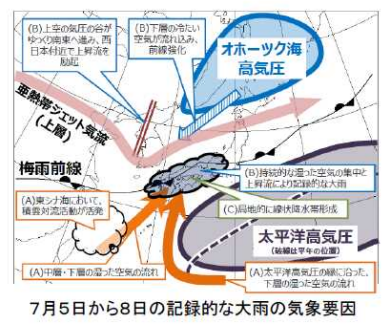 (B)上空の気圧の谷が
ゆっくり南東へ進み、西
日本付近で上昇流を
励起
(B)下層の冷たい
空気が流れ込み、
前線強化
オホーツク海
高気圧
亜熱帯ジェット気流
(上層)
梅雨前線
(B)持続的な湿った空気の集中と
上昇流により記録的な大雨
(A)東シナ海において、
積雲対流活動が活発
(C)局地的に線状降水帯形成
太平洋高気圧
(破線は平年の位置)
(A)中層・下層の湿った空気の流れ
(A)太平洋高気圧の縁に沿った、
下層の湿った空気の流れ
7月5日から8日の記録的な大雨の気象要因